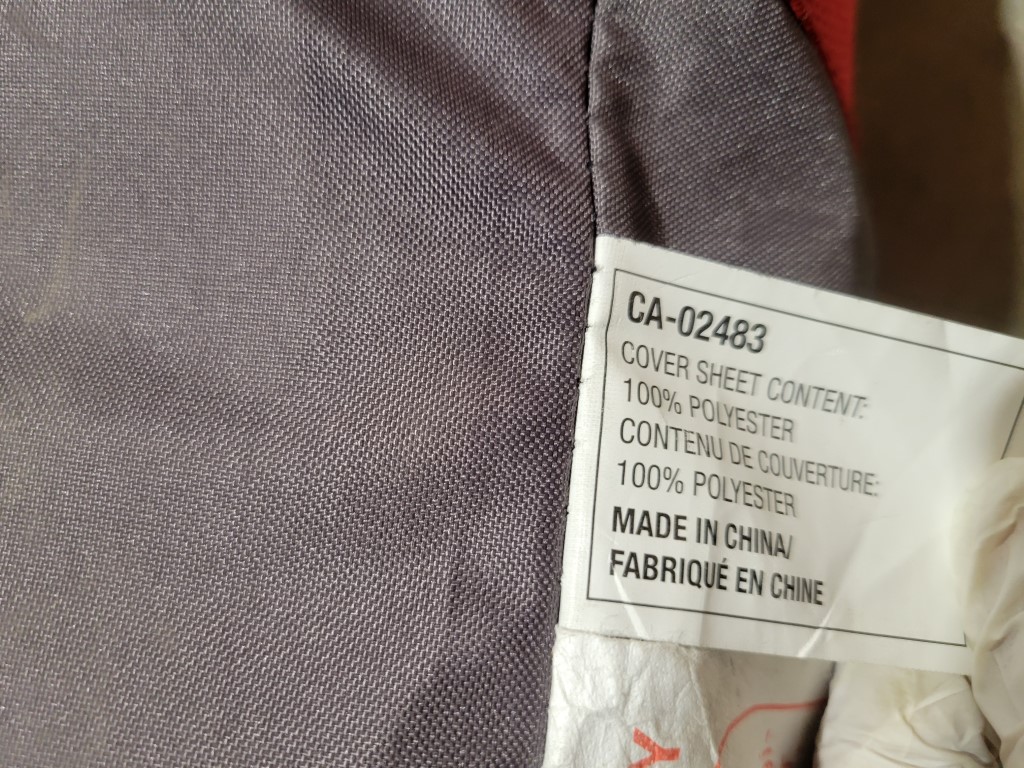 CA-02483
COVER SHEET CONTENT:
100% POLYESTER
CONTENU DE COUVERTURE:
100% POLYESTER
MADE IN CHINA/
FABRIQUÉ EN CHINE
Y